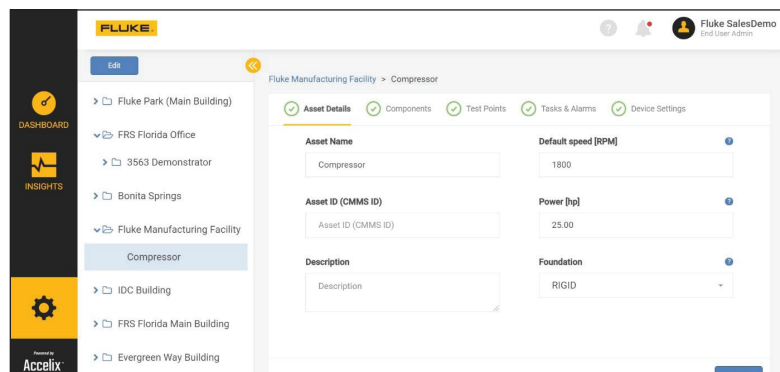 FLUKE.
?
Fluke SalesDemo
End User Admin
DASHBOARD
INSIGHTS
Powered by
Accelix
Edit
Fluke Park (Main Building)
FRS Florida Office
3563 Demonstrator
Bonita Springs
Fluke Manufacturing Facility
Compressor
IDC Building
FRS Florida Main Building
Evergreen Way Building
Fluke Manufacturing Facility > Compressor
Asset Details Components Test Points Tasks & Alarms Device Settings
Asset Name
Compressor
Default speed [RPM] ?
1800
Asset ID (CMMS ID)
Asset ID (CMMS ID)
Power [hp] ?
25.00
Description
Description
Foundation ?
RIGID